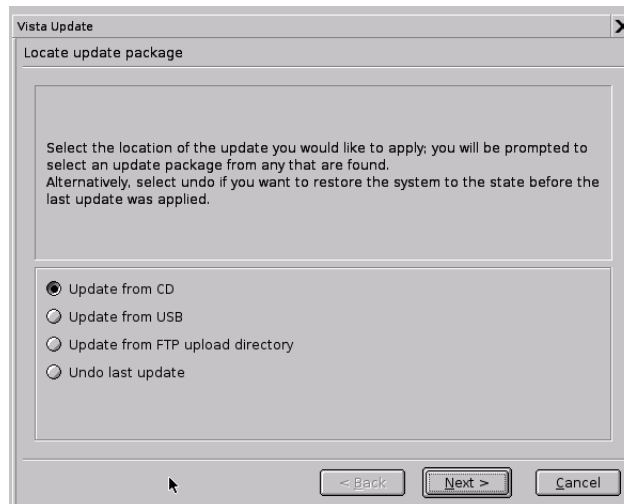 Vista Update
Locate update package
Select the location of the update you would like to apply; you will be prompted to
select an update package from any that are found.
Alternatively, select undo if you want to restore the system to the state before the
last update was applied.
Update from CD
Update from USB
Update from FTP upload directory
Undo last update
< Back
Next >
Cancel